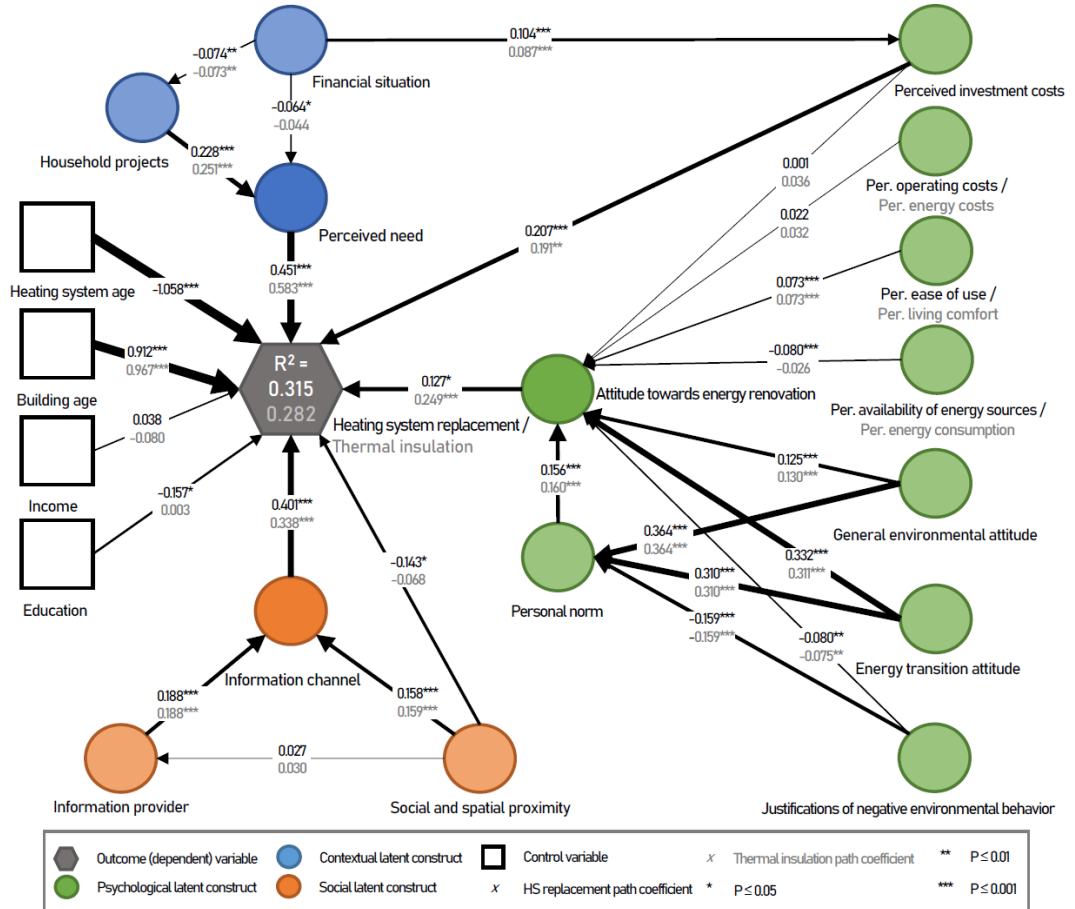 0.104***
0.087***
−0.074**
−0.073**
Financial situation
Perceived investment costs
−0.064*
−0.044
Household projects
0.228***
0.251***
0.001
0.036
Per. operating costs /
Per. energy costs
0.022
0.032
Perceived need
0.207***
0.191**
Heating system age
−1.058***
0.451***
0.583***
0.073***
0.073***
Per. ease of use /
Per. living comfort
0.912***
0.967***
Building age
R² =
0.315
0.282
−0.080***
−0.026
0.127*
0.249***
Attitude towards energy renovation
Per. availability of energy sources /
Per. energy consumption
Heating system replacement /
Thermal insulation
0.038
−0.080
Income
−0.157*
0.003
0.401***
0.338***
0.156***
0.160***
0.125***
0.130***
General environmental attitude
0.364***
0.364***
0.332***
0.311***
0.310***
0.310***
−0.143*
−0.068
Education
Personal norm
−0.159***
−0.159***
−0.080**
−0.075**
Energy transition attitude
Information channel
0.188***
0.188***
0.158***
0.159***
0.027
0.030
Information provider
Social and spatial proximity
Justifications of negative environmental behavior
Outcome (dependent) variable
Contextual latent construct
Control variable
x Thermal insulation path coefficient
** P ≤ 0.01
Psychological latent construct
Social latent construct
x HS replacement path coefficient
* P ≤ 0.05
*** P ≤ 0.001